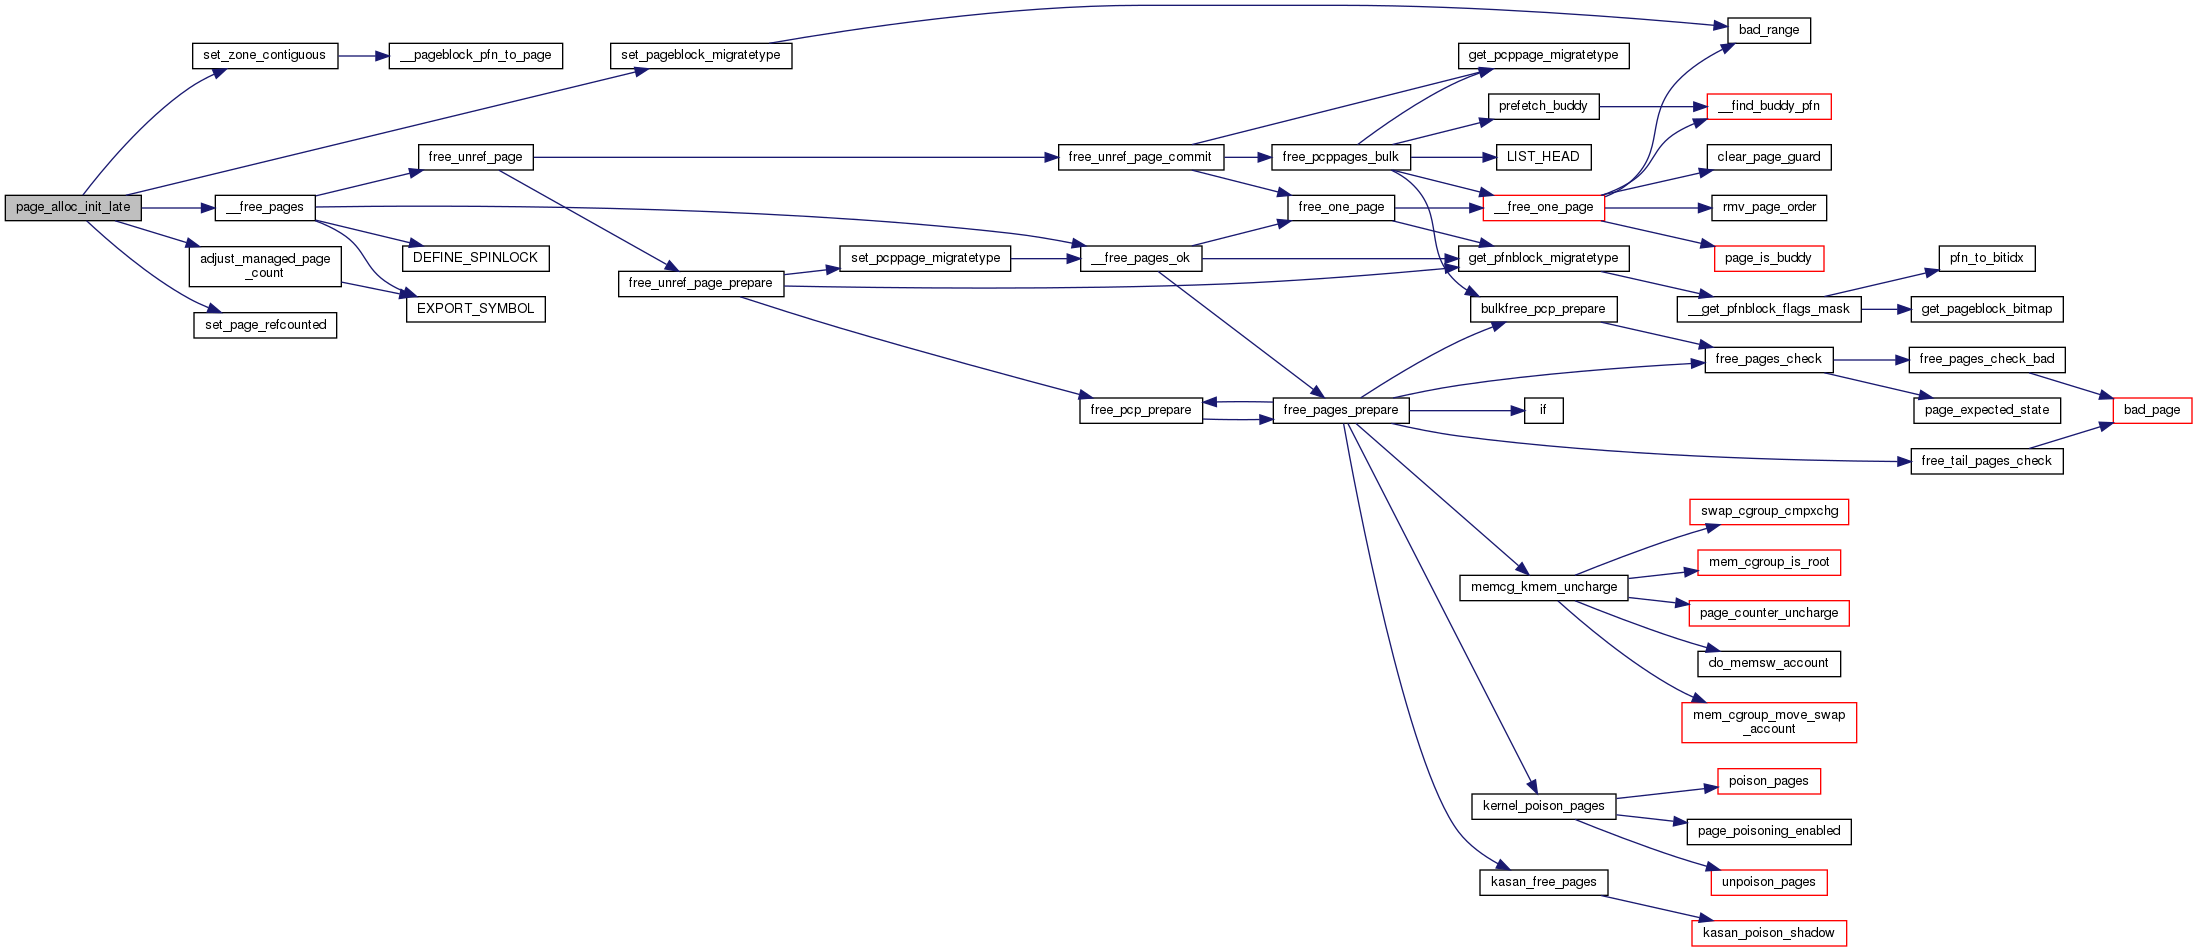 page_alloc_init_late
set_zone_contiguous
__pageblock_pfn_to_page
set_pageblock_migratetype
bad_range
__free_pages
free_unref_page
adjust_managed_page
_count
set_page_refcounted
DEFINE_SPINLOCK
EXPORT_SYMBOL
free_unref_page_prepare
set_pcppage_migratetype
free_unref_page_commit
__free_pages_ok
free_pcp_prepare
get_pcppage_migratetype
free_pcppages_bulk
prefetch_buddy
LIST_HEAD
free_one_page
__free_one_page
get_pfnblock_migratetype
bulkfree_pcp_prepare
free_pages_prepare
if
__find_buddy_pfn
clear_page_guard
rmv_page_order
page_is_buddy
__get_pfnblock_flags_mask
pfn_to_bitidx
get_pageblock_bitmap
free_pages_check
free_pages_check_bad
page_expected_state
bad_page
free_tail_pages_check
memcg_kmem_uncharge
swap_cgroup_cmpxchg
mem_cgroup_is_root
page_counter_uncharge
do_memsw_account
mem_cgroup_move_swap
_account
kernel_poison_pages
poison_pages
page_poisoning_enabled
unpoison_pages
kasan_free_pages
kasan_poison_shadow